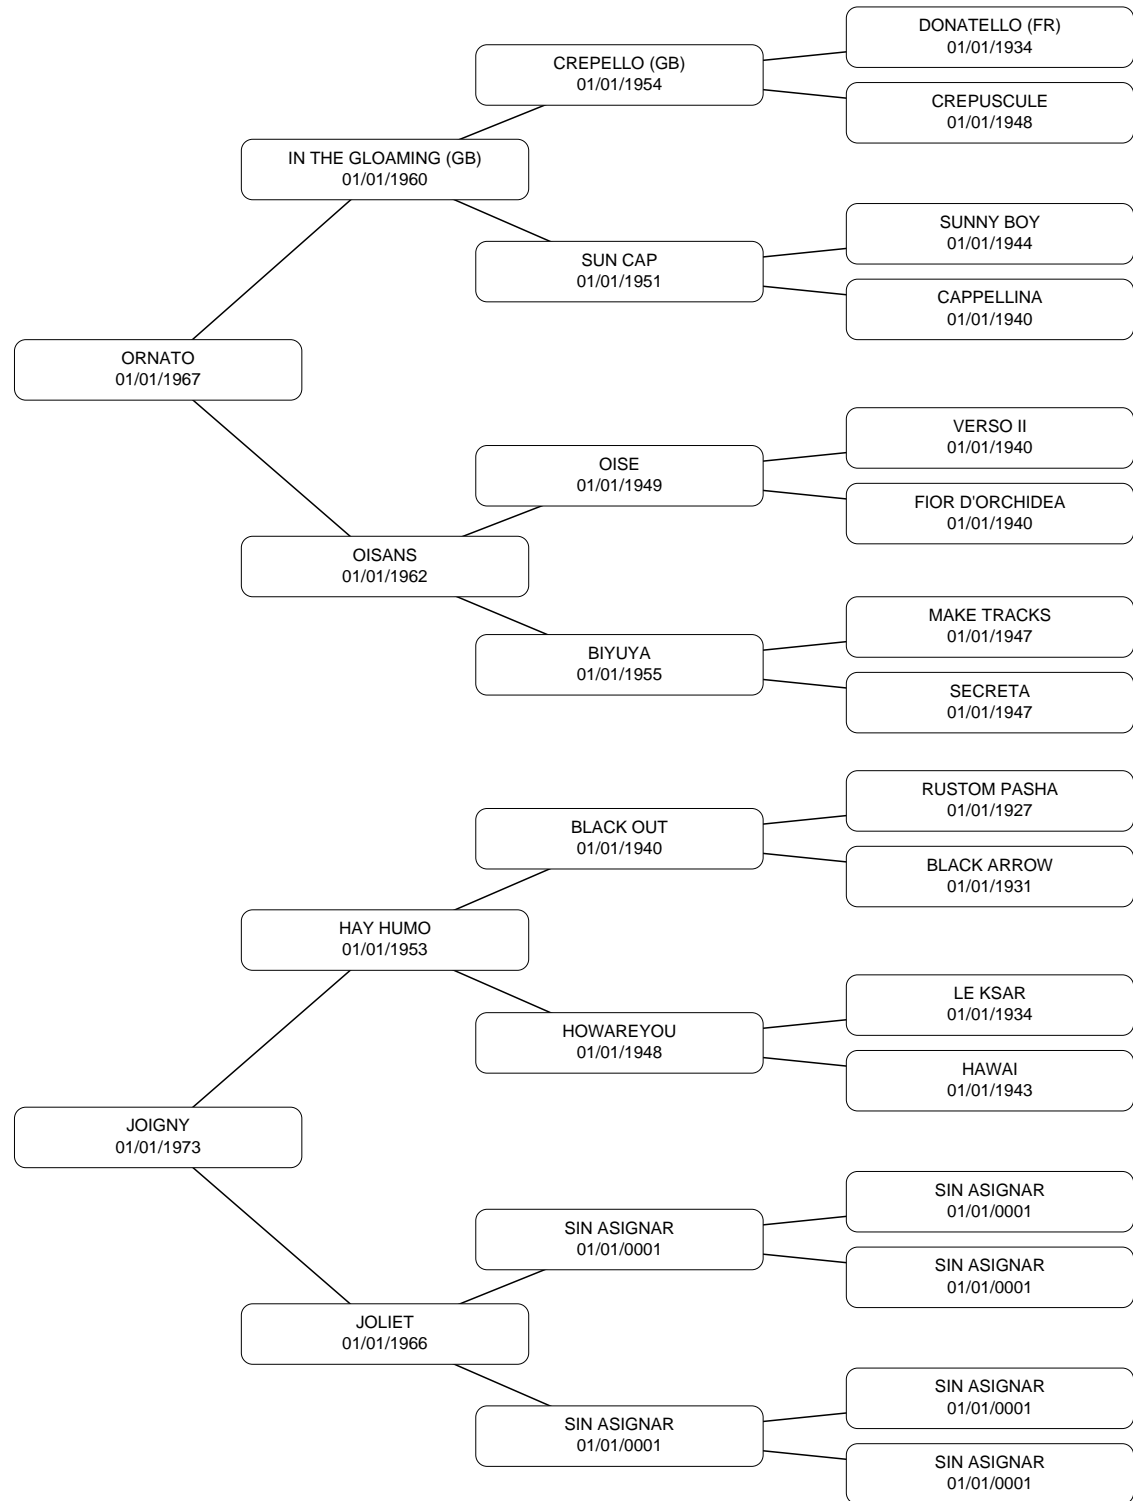 DONATELLO (FR)
01/01/1934
CREPELLO (GB)
01/01/1954
CREPUSCULE
01/01/1948
IN THE GLOAMING (GB)
01/01/1960
SUNNY BOY
01/01/1944
SUN CAP
01/01/1951
CAPPELLINA
01/01/1940
ORNATO
01/01/1967
VERSO II
01/01/1940
OISE
01/01/1949
FIOR D'ORCHIDEA
01/01/1940
OISANS
01/01/1962
MAKE TRACKS
01/01/1947
BIYUYA
01/01/1955
SECRETA
01/01/1947
RUSTOM PASHA
01/01/1927
BLACK OUT
01/01/1940
BLACK ARROW
01/01/1931
HAY HUMO
01/01/1953
LE KSAR
01/01/1934
HOWAREYOU
01/01/1948
HAWAI
01/01/1943
JOIGNY
01/01/1973
SIN ASIGNAR
01/01/0001
SIN ASIGNAR
01/01/0001
SIN ASIGNAR
01/01/0001
JOLIET
01/01/1966
SIN ASIGNAR
01/01/0001
SIN ASIGNAR
01/01/0001
SIN ASIGNAR
01/01/0001